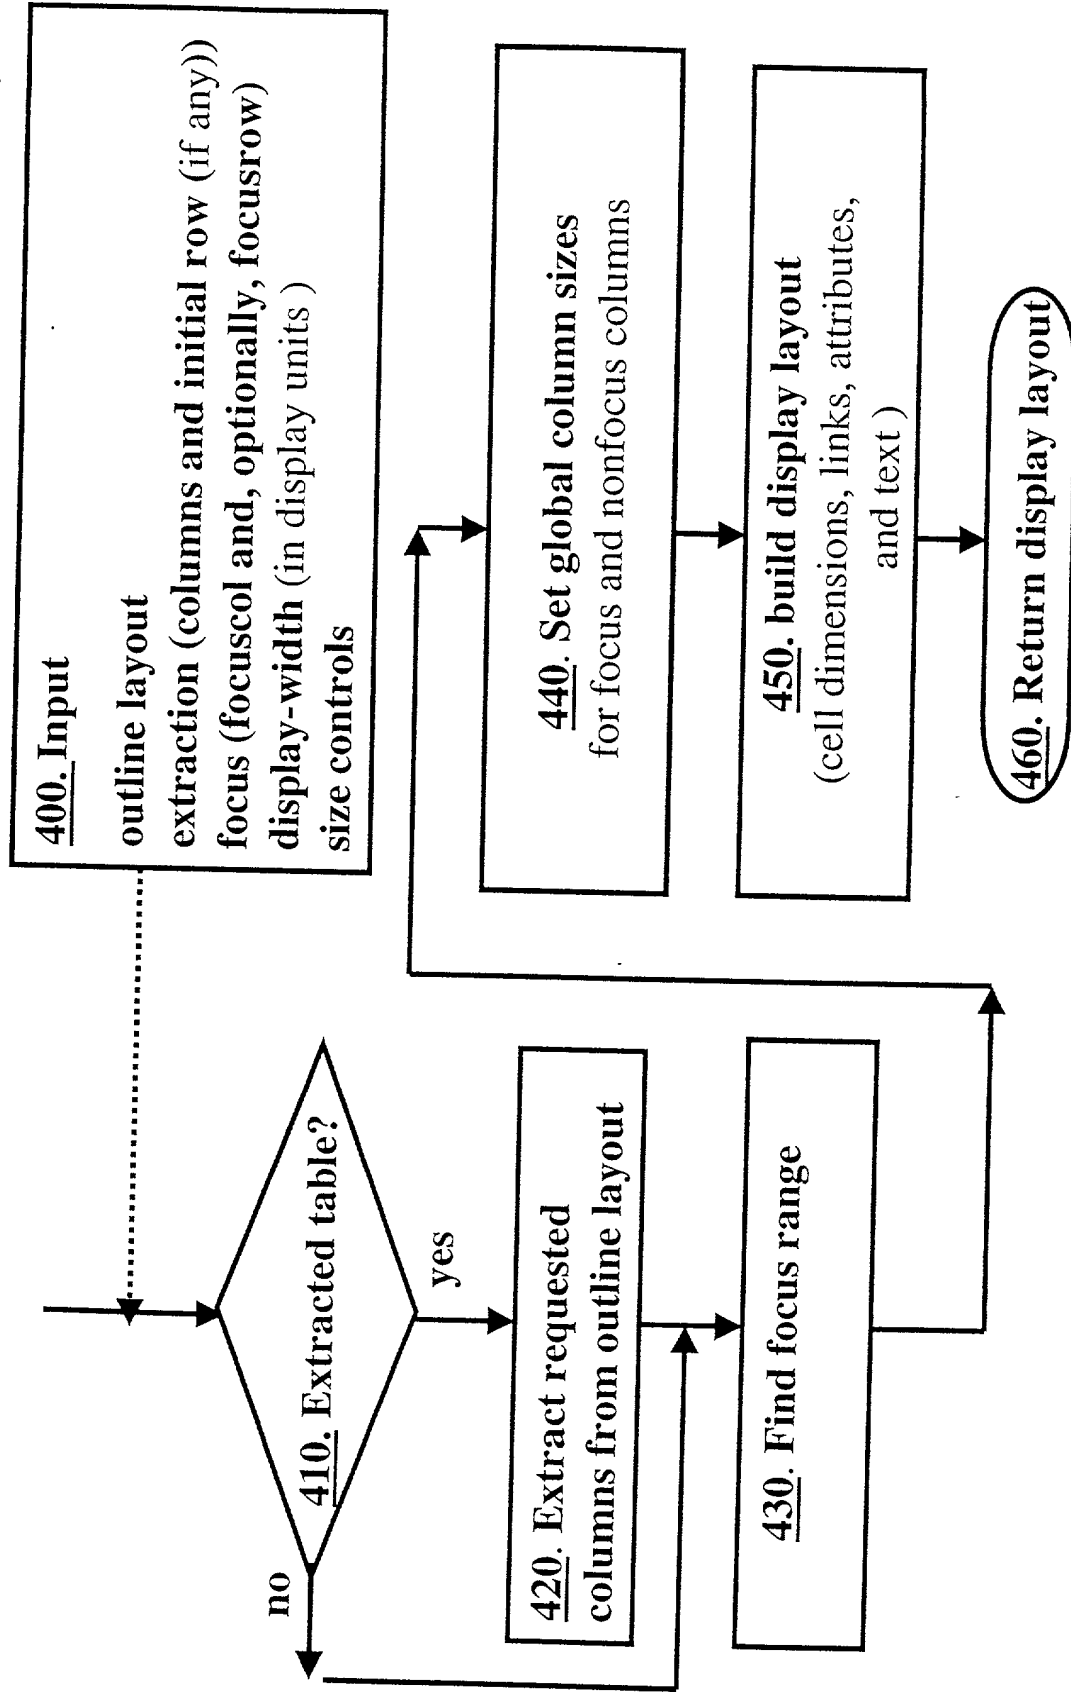 400. Input
outline layout
extraction (columns and initial row (if any))
focus (focuscol and, optionally, focusrow)
display-width (in display units )
size controls
410. Extracted table?
no
yes
420. Extract requested
columns from outline layout
430. Find focus range
440. Set global column sizes
for focus and nonfocus columns
450. build display layout
(cell dimensions, links, attributes,
and text )
460. Return display layout